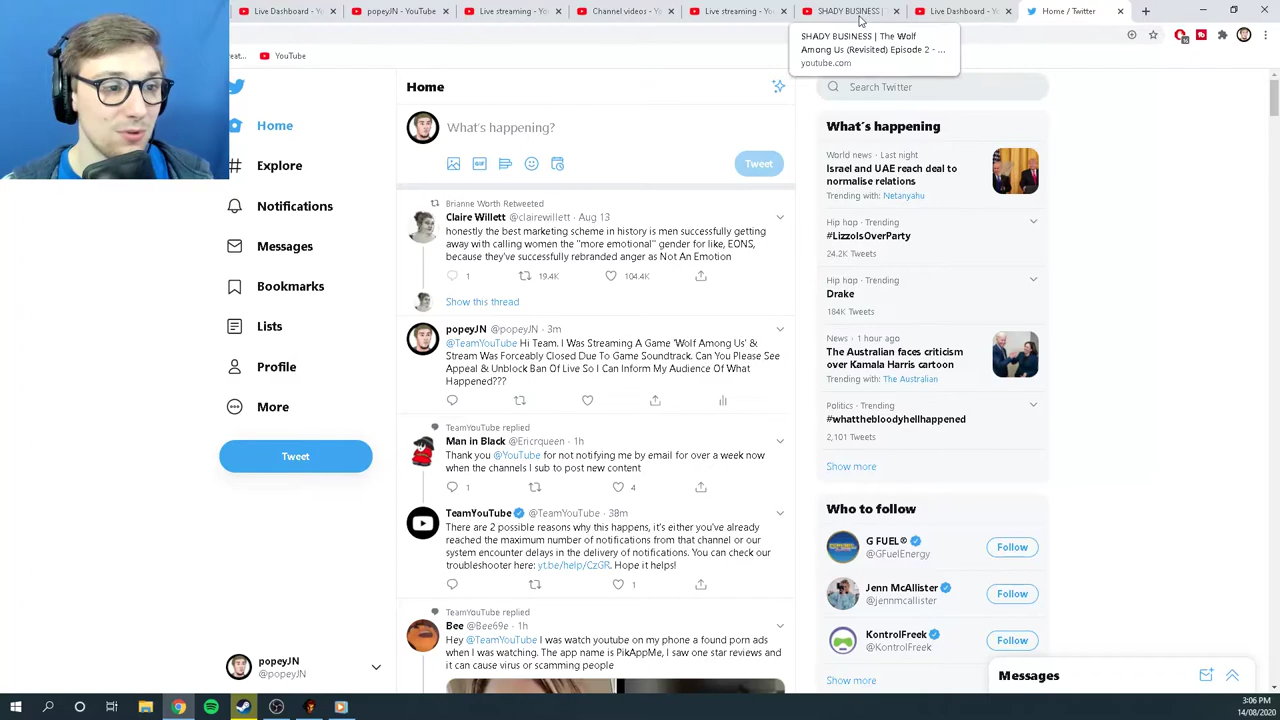 Live Dashboard - Yo
popeyJN - YouTube
Live streaming - Yo
Channel videos - Yo
Live streaming - Yo
SHADY BUSINESS |
Live Dashboard - Yo
Home / Twitter
SHADY BUSINESS | The Wolf
Among Us (Revisited) Episode 2 - ...
youtube.com
eat...
YouTube
Home
Explore
Notifications
Messages
Bookmarks
Lists
Profile
More
Tweet
popeyJN
@popeyJN
Home
What's happening?
GIF
Tweet
Brianne Worth Retweeted
Claire Willett @clairewillett · Aug 13
honestly the best marketing scheme in history is men successfully getting
away with calling women the "more emotional" gender for like, EONS,
because they've successfully rebranded anger as Not An Emotion
1 19.4K 104.4K
Show this thread
popeyJN @popeyJN · 3m
@TeamYouTube Hi Team. I Was Streaming A Game 'Wolf Among Us' &
Stream Was Forceably Closed Due To Game Soundtrack. Can You Please See
Appeal & Unblock Ban Of Live So I Can Inform My Audience Of What
Happened???
TeamYouTube replied
Man in Black @Ericrqueen · 1h
Thank you @YouTube for not notifying me by email for over a week now
when the channels I sub to post new content
1 4
TeamYouTube @TeamYouTube · 38m
There are 2 possible reasons why this happens, it's either you've already
reached the maximum number of notifications from that channel or our
system encounter delays in the delivery of notifications. You can check our
troubleshooter here: yt.be/help/CzGR. Hope it helps!
1
TeamYouTube replied
Bee @Bee69e · 1h
Hey @TeamYouTube I was watch youtube on my phone a found porn ads
when I was watching. The app name is PikAppMe, I saw one star reviews and
it can cause virus or scamming people
Search Twitter
What's happening
World news · Last night
Israel and UAE reach deal to
normalise relations
Trending with: Netanyahu
Hip hop · Trending
#LizzoIsOverParty
24.2K Tweets
Hip hop · Trending
Drake
184K Tweets
News · 1 hour ago
The Australian faces criticism
over Kamala Harris cartoon
Trending with: The Australian
Politics · Trending
#whatthebloodyhellhappened
2,101 Tweets
Show more
Who to follow
G FUEL®
@GFuelEnergy
Follow
Jenn McAllister
@jennmcallister
Follow
KontrolFreek
@KontrolFreek
Follow
Show more
Messages
3:06 PM
14/08/2020